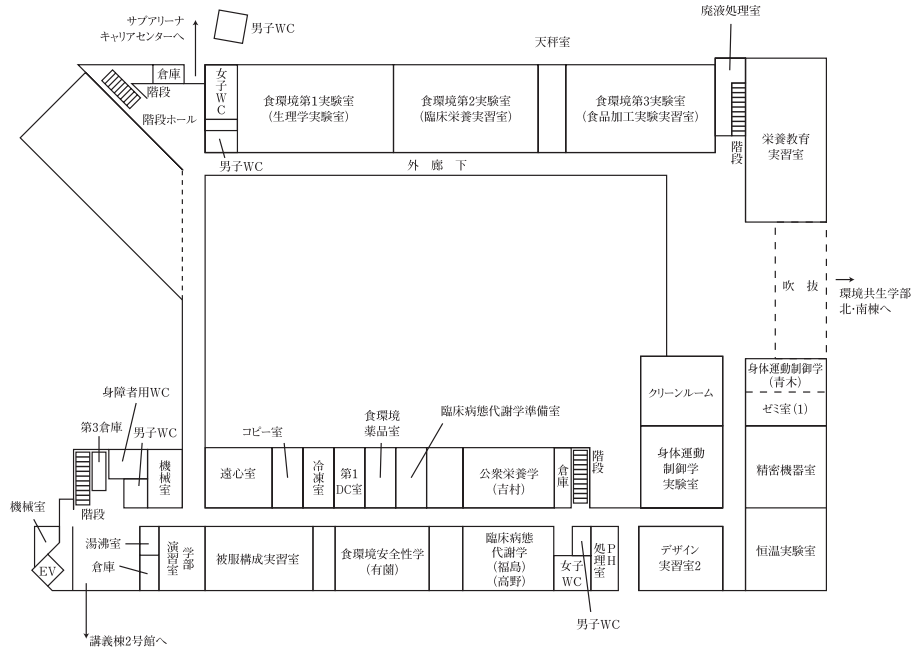 サブアリーナ
キャリアセンターへ
男子WC
天秤室
廃液処理室
倉庫
階段
階段ホール
女子WC
食環境第1実験室
(生理学実験室)
食環境第2実験室
(臨床栄養実習室)
食環境第3実験室
(食品加工実験実習室)
階段
栄養教育
実習室
男子WC
外 廊 下
吹 抜
環境共生学部
北・南棟へ
身体運動制御学
(青木)
ゼミ室(1)
クリーンルーム
身障者用WC
第3倉庫
男子WC
コピー室
食環境
薬品室
臨床病態代謝学準備室
機械室
遠心室
冷凍室
第1
DC室
公衆栄養学
(吉村)
倉庫
階段
身体運動
制御学
実験室
精密機器室
機械室
階段
湯沸室
倉庫
EV
学部
演習室
被服構成実習室
食環境安全性学
(有薗)
臨床病態
代謝学
(福島)
(髙野)
女子
WC
PH
処理室
デザイン
実習室2
恒温実験室
男子WC
講義棟2号館へ